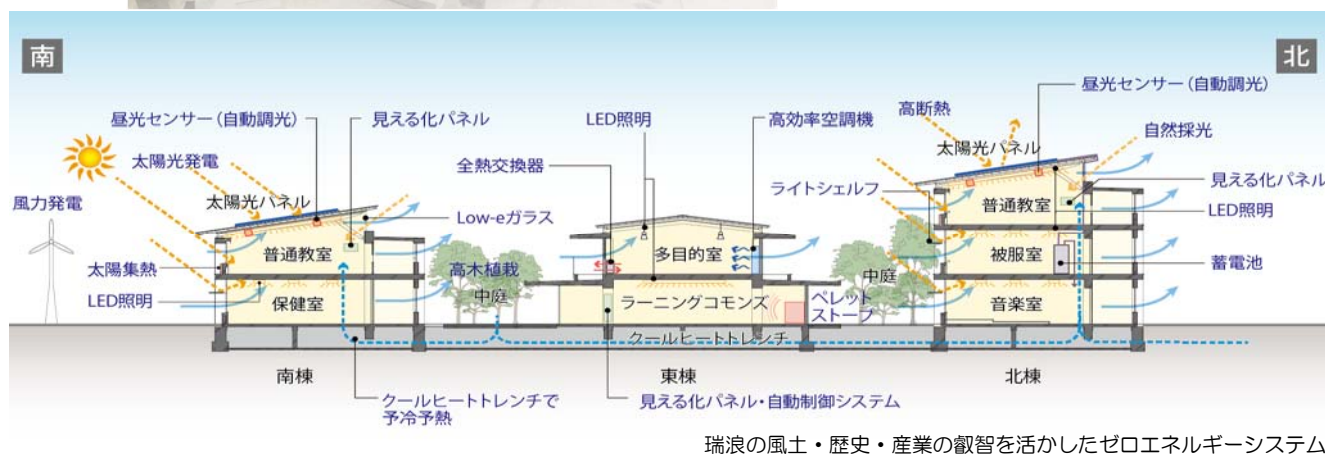 南
北
昼光センサー（自動調光）
見える化パネル
LED照明
高効率空調機
高断熱
昼光センサー（自動調光）
太陽光発電
全熱交換器
太陽光パネル
自然採光
風力発電
太陽光パネル
Low-eガラス
ライトシェルフ
見える化パネル
普通教室
LED照明
普通教室
多目的室
被服室
蓄電池
太陽集熱
高木植栽
中庭
中庭
LED照明
保健室
ラーニングコモンズ
ペレット
ストーブ
音楽室
クールヒートトレンチ
南棟
東棟
北棟
クールヒートトレンチで
予冷予熱
見える化パネル・自動制御システム
瑞浪の風土・歴史・産業の叡智を活かしたゼロエネルギーシステム